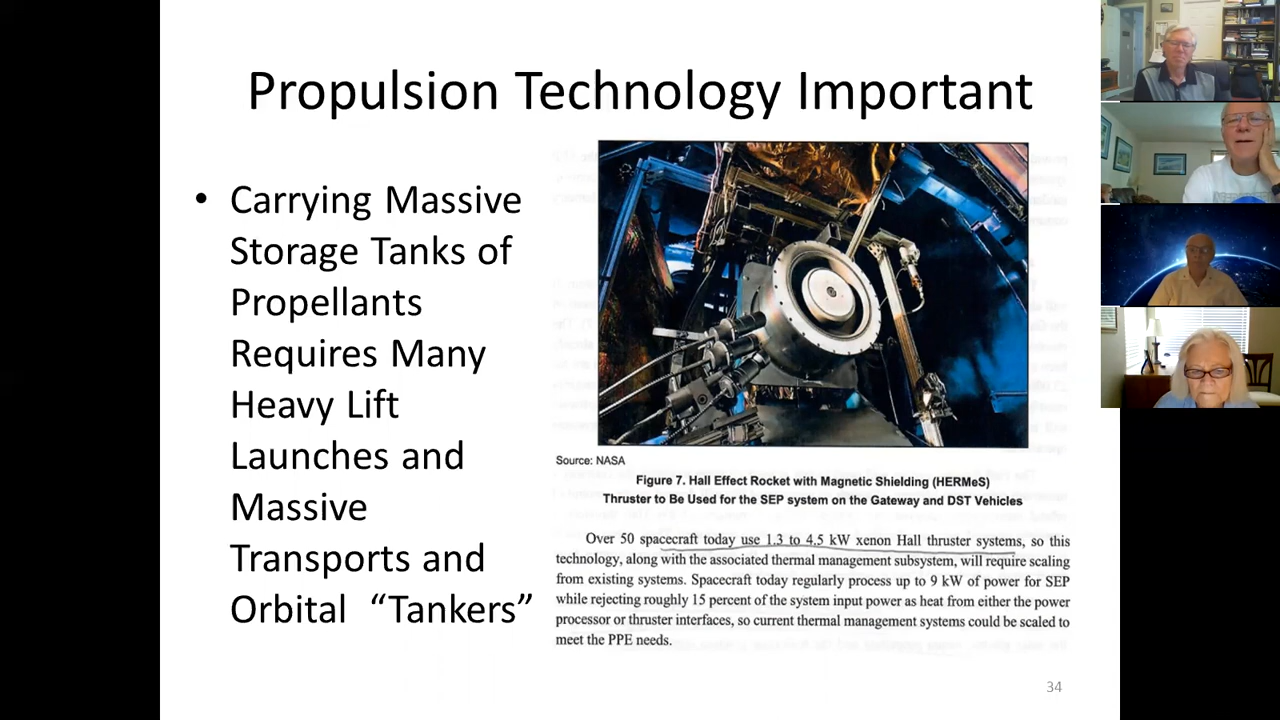 Propulsion Technology Important
• Carrying Massive
Storage Tanks of
Propellants
Requires Many
Heavy Lift
Launches and
Massive
Transports and
Orbital “Tankers”
Source: NASA
Figure 7. Hall Effect Rocket with Magnetic Shielding (HERMeS)
Thruster to Be Used for the SEP system on the Gateway and DST Vehicles
Over 50 spacecraft today use 1.3 to 4.5 kW xenon Hall thruster systems, so this
technology, along with the associated thermal management subsystem, will require scaling
from existing systems. Spacecraft today regularly process up to 9 kW of power for SEP
while rejecting roughly 15 percent of the system input power as heat from either the power
processor or thruster interfaces, so current thermal management systems could be scaled to
meet the PPE needs.
34